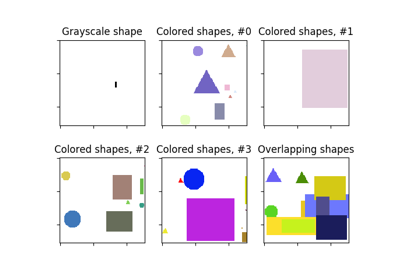 Grayscale shape
Colored shapes, #0
Colored shapes, #1
Colored shapes, #2
Colored shapes, #3
Overlapping shapes